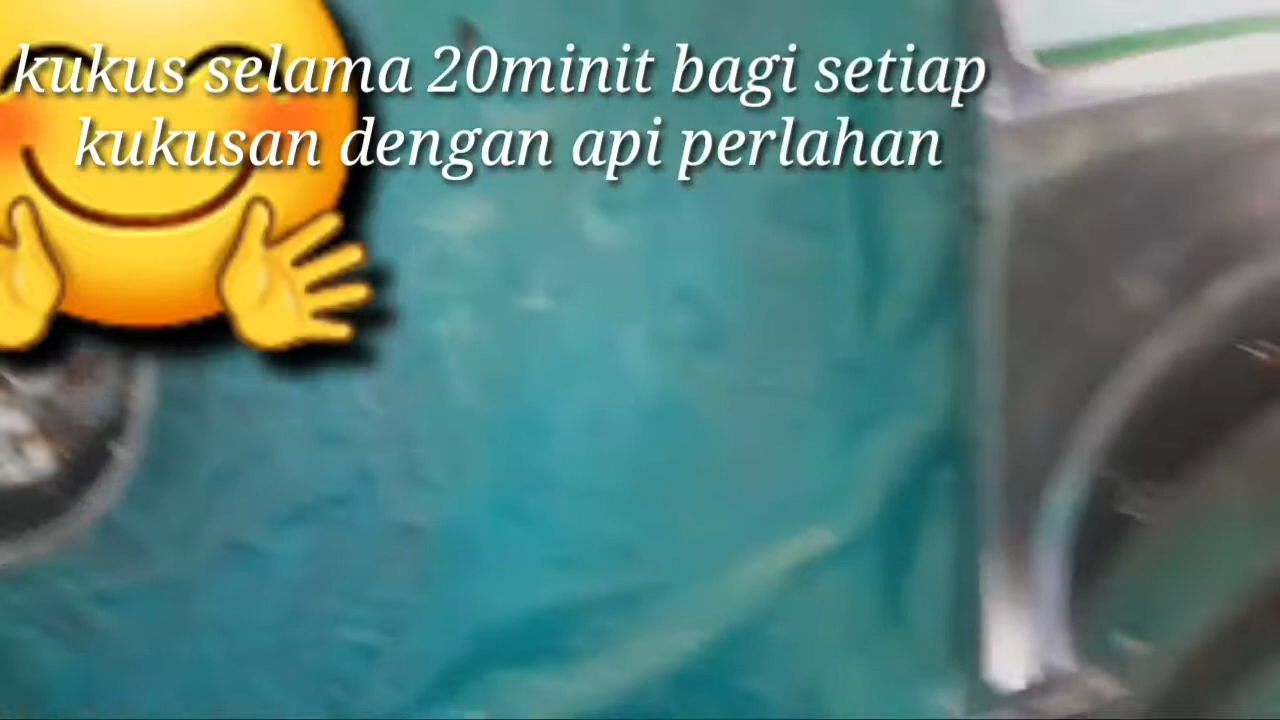 kukus selama 20minit bagi setiap
kukusan dengan api perlahan